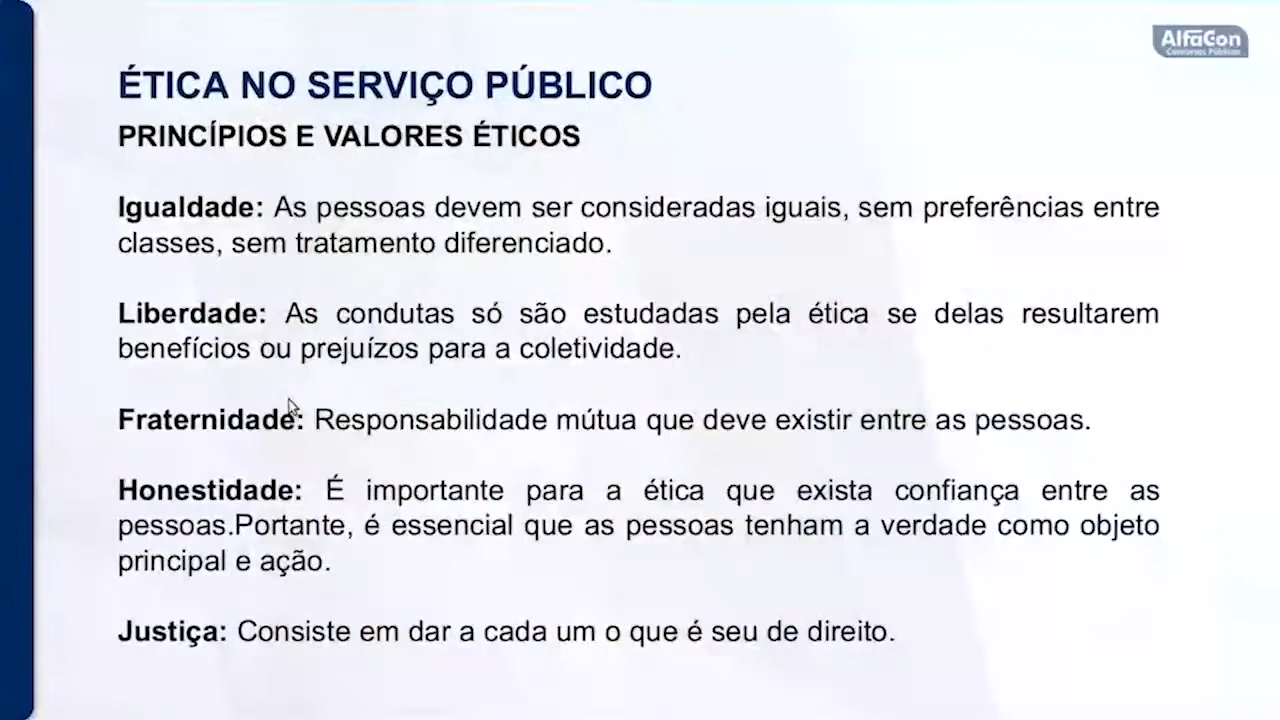 AlfaCon
Concursos Públicos
ÉTICA NO SERVIÇO PÚBLICO
PRINCÍPIOS E VALORES ÉTICOS
Igualdade: As pessoas devem ser consideradas iguais, sem preferências entre
classes, sem tratamento diferenciado.
Liberdade: As condutas só são estudadas pela ética se delas resultarem
benefícios ou prejuízos para a coletividade.
Fraternidade: Responsabilidade mútua que deve existir entre as pessoas.
Honestidade: É importante para a ética que exista confiança entre as
pessoas.Portante, é essencial que as pessoas tenham a verdade como objeto
principal e ação.
Justiça: Consiste em dar a cada um o que é seu de direito.